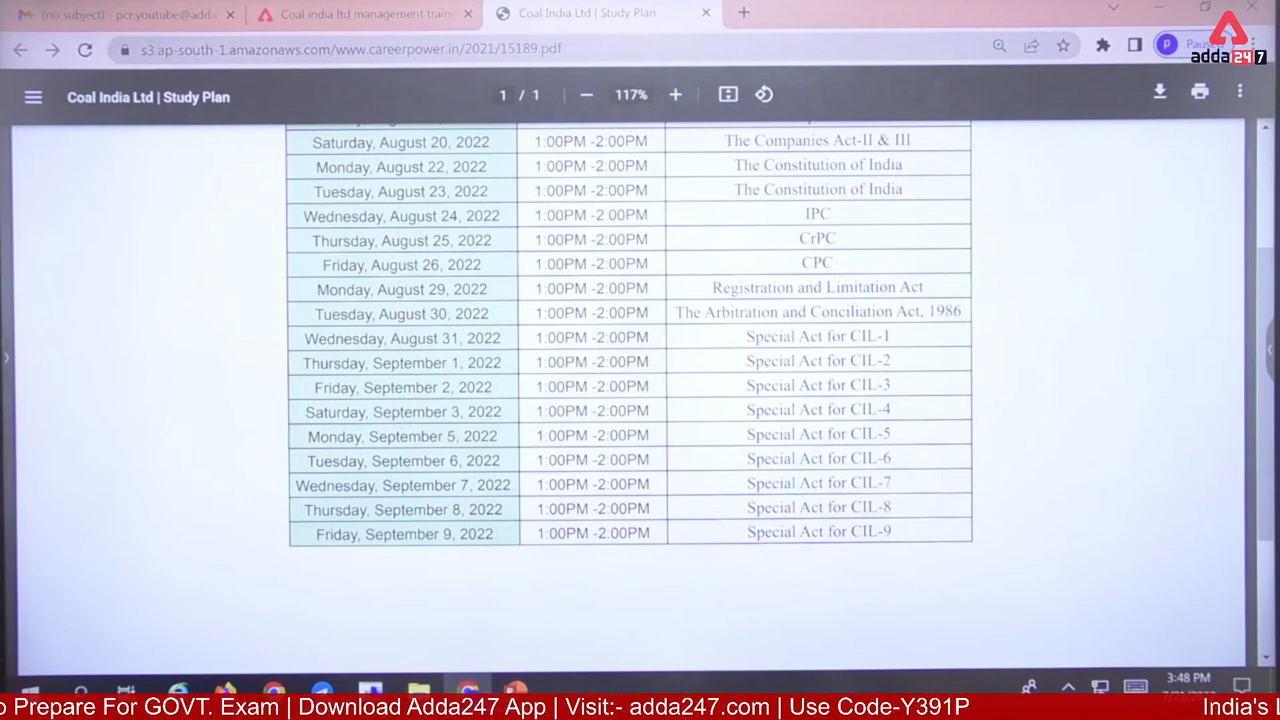 (no subject) - pcr.youtube@adda
Coal india ltd management train
Coal India Ltd | Study Plan
s3.ap-south-1.amazonaws.com/www.careerpower.in/2021/15189.pdf
P
adda247
Coal India Ltd | Study Plan
1 / 1
117%
Saturday, August 20, 2022 1:00PM -2:00PM The Companies Act-II & III
Monday, August 22, 2022 1:00PM -2:00PM The Constitution of India
Tuesday, August 23, 2022 1:00PM -2:00PM The Constitution of India
Wednesday, August 24, 2022 1:00PM -2:00PM IPC
Thursday, August 25, 2022 1:00PM -2:00PM CrPC
Friday, August 26, 2022 1:00PM -2:00PM CPC
Monday, August 29, 2022 1:00PM -2:00PM Registration and Limitation Act
Tuesday, August 30, 2022 1:00PM -2:00PM The Arbitration and Conciliation Act, 1986
Wednesday, August 31, 2022 1:00PM -2:00PM Special Act for CIL-1
Thursday, September 1, 2022 1:00PM -2:00PM Special Act for CIL-2
Friday, September 2, 2022 1:00PM -2:00PM Special Act for CIL-3
Saturday, September 3, 2022 1:00PM -2:00PM Special Act for CIL-4
Monday, September 5, 2022 1:00PM -2:00PM Special Act for CIL-5
Tuesday, September 6, 2022 1:00PM -2:00PM Special Act for CIL-6
Wednesday, September 7, 2022 1:00PM -2:00PM Special Act for CIL-7
Thursday, September 8, 2022 1:00PM -2:00PM Special Act for CIL-8
Friday, September 9, 2022 1:00PM -2:00PM Special Act for CIL-9
3:48 PM
o Prepare For GOVT. Exam | Download Adda247 App | Visit:- adda247.com | Use Code-Y391P India's